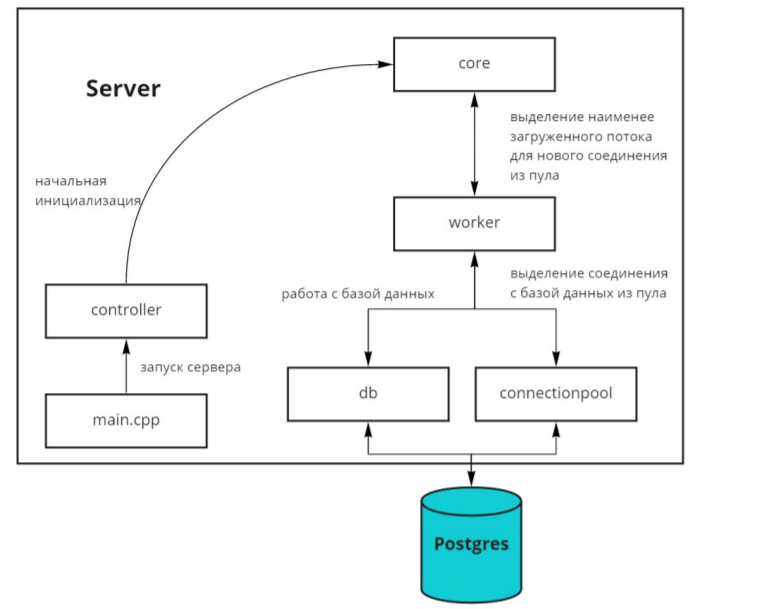 Server
core
выделение наименее
загруженного потока
для нового соединения
из пула
начальная
инициализация
worker
выделение соединения
с базой данных из пула
работа с базой данных
controller
запуск сервера
main.cpp
db
connectionpool
Postgres